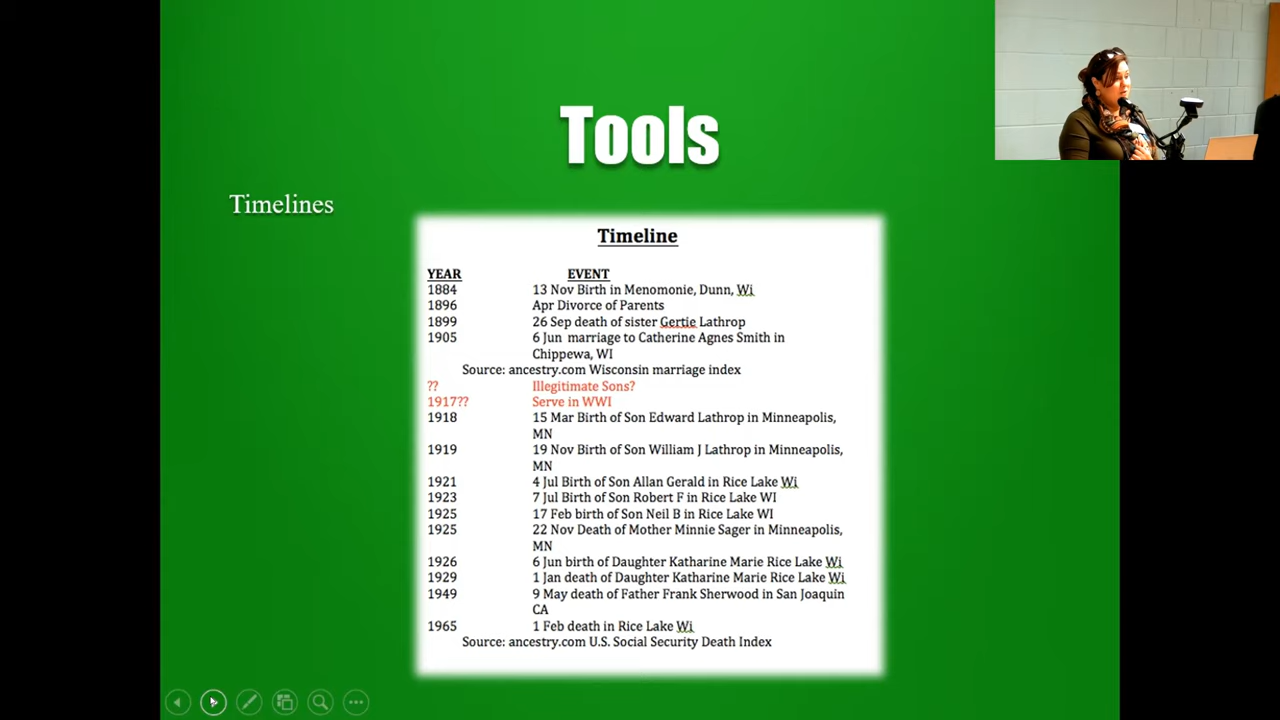 Tools
Timelines
Timeline
YEAR EVENT
1884 13 Nov Birth in Menomonie, Dunn, Wi
1896 Apr Divorce of Parents
1899 26 Sep death of sister Gertie Lathrop
1905 6 Jun marriage to Catherine Agnes Smith in
Chippewa, WI
Source: ancestry.com Wisconsin marriage index
?? Illegitimate Sons?
1917?? Serve in WWI
1918 15 Mar Birth of Son Edward Lathrop in Minneapolis,
MN
1919 19 Nov Birth of Son William J Lathrop in Minneapolis,
MN
1921 4 Jul Birth of Son Allan Gerald in Rice Lake Wi
1923 7 Jul Birth of Son Robert F in Rice Lake WI
1925 17 Feb birth of Son Neil B in Rice Lake WI
1925 22 Nov Death of Mother Minnie Sager in Minneapolis,
MN
1926 6 Jun birth of Daughter Katharine Marie Rice Lake Wi
1929 1 Jan death of Daughter Katharine Marie Rice Lake Wi
1949 9 May death of Father Frank Sherwood in San Joaquin
CA
1965 1 Feb death in Rice Lake Wi
Source: ancestry.com U.S. Social Security Death Index